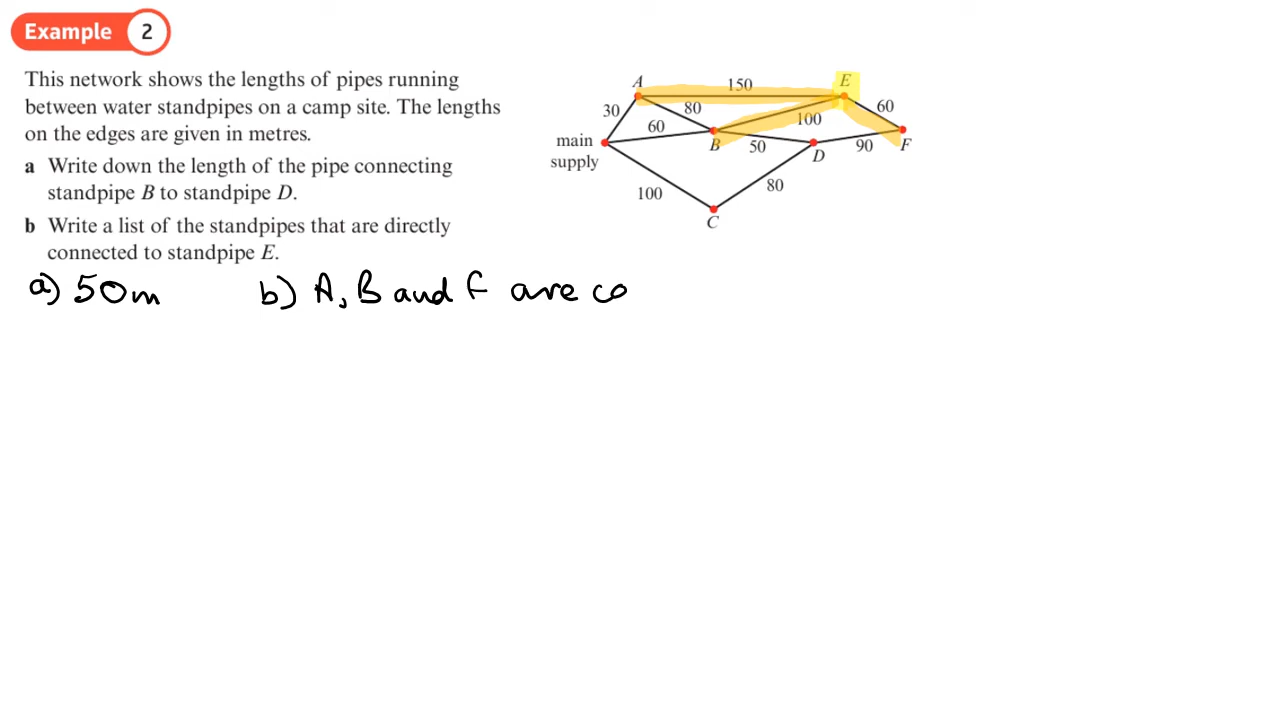 Example 2
This network shows the lengths of pipes running
between water standpipes on a camp site. The lengths
on the edges are given in metres.
a Write down the length of the pipe connecting
standpipe B to standpipe D.
b Write a list of the standpipes that are directly
connected to standpipe E.
A
150
E
30
80
60
60
100
main
supply
B
50
D
90
F
100
80
C
a) 50m
b) A, B and F are co